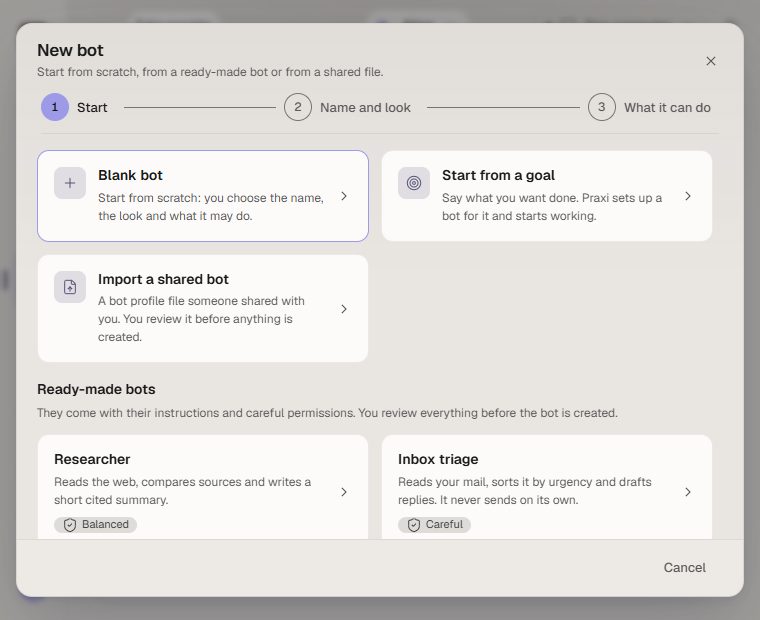 New bot
Start from scratch, from a ready-made bot or from a shared file.
1 Start
2 Name and look
3 What it can do
Blank bot
Start from scratch: you choose the name,
the look and what it may do.
Start from a goal
Say what you want done. Praxi sets up a
bot for it and starts working.
Import a shared bot
A bot profile file someone shared with
you. You review it before anything is
created.
Ready-made bots
They come with their instructions and careful permissions. You review everything before the bot is created.
Researcher
Reads the web, compares sources and writes a
short cited summary.
Balanced
Inbox triage
Reads your mail, sorts it by urgency and drafts
replies. It never sends on its own.
Careful
Cancel